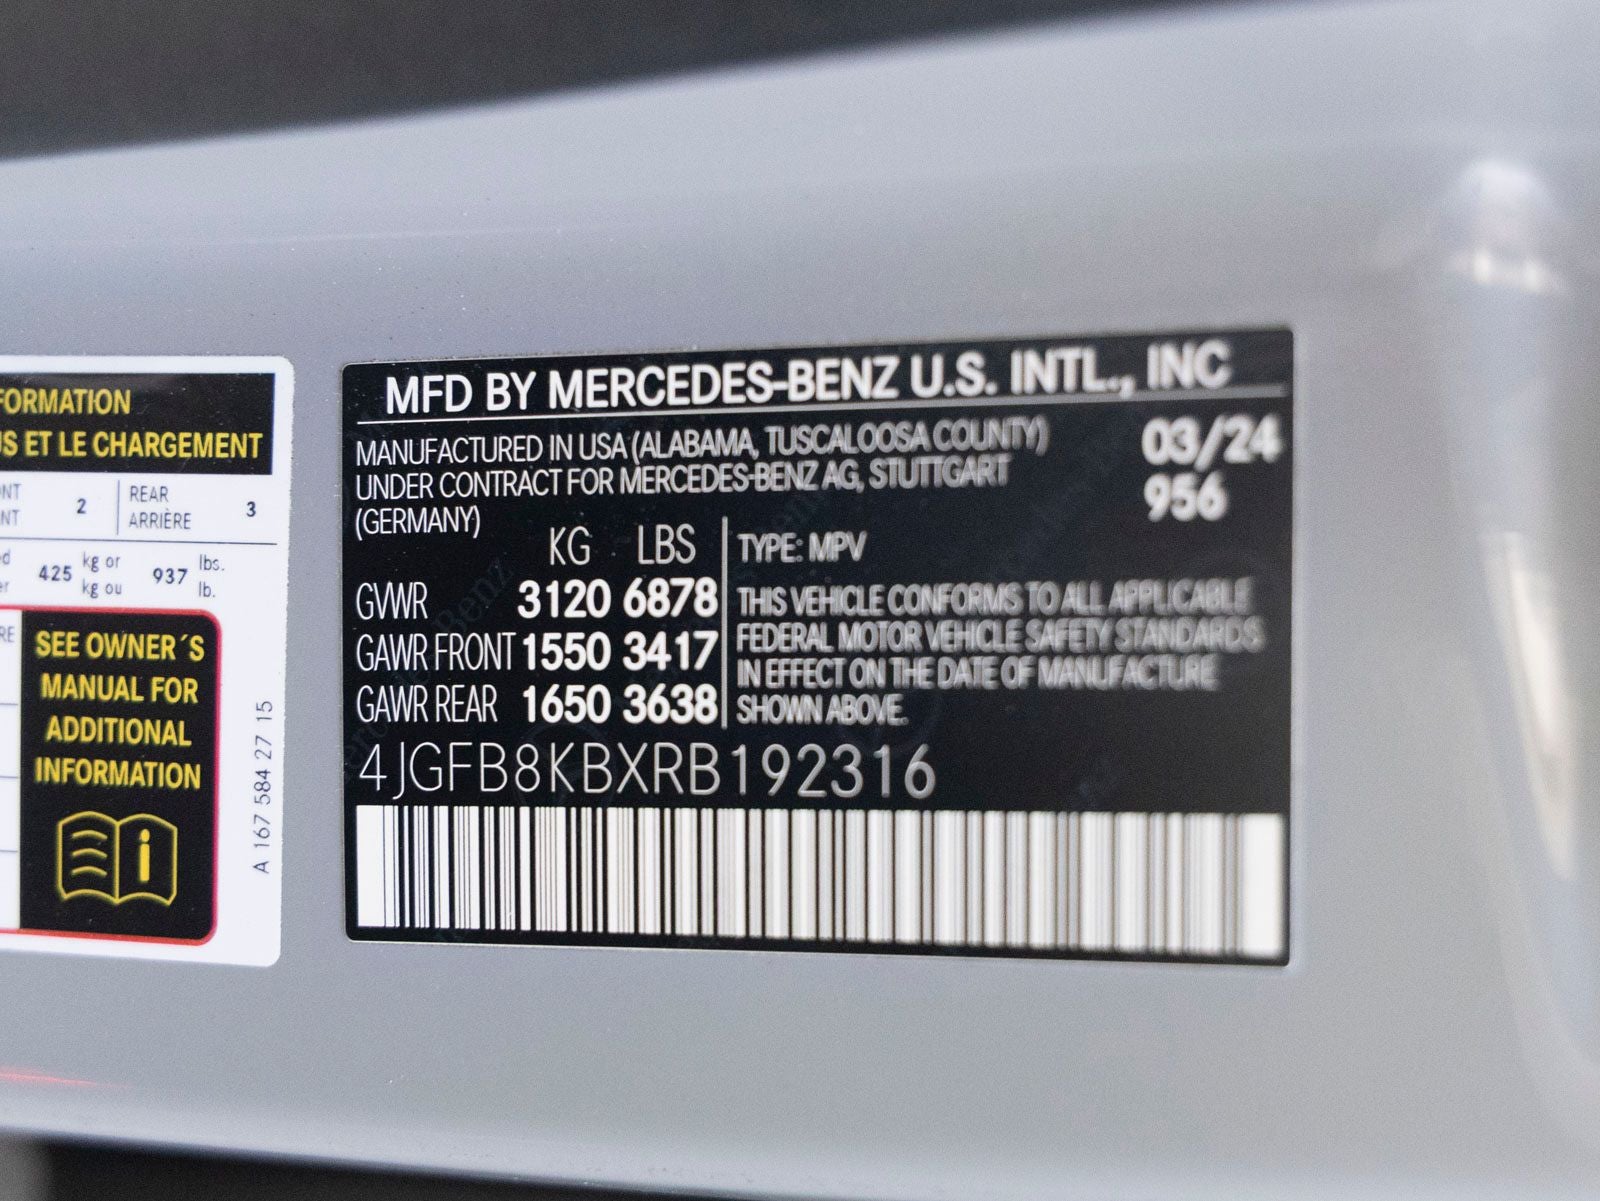 FORMATION
US ET LE CHARGEMENT
NT 2 REAR 3
NT ARRIÈRE
d 425 kg or 937 lbs.
er kg ou lb.
RE
SEE OWNER´S
MANUAL FOR
ADDITIONAL
INFORMATION
A 167 584 27 15
MFD BY MERCEDES-BENZ U.S. INTL., INC
MANUFACTURED IN USA (ALABAMA, TUSCALOOSA COUNTY) 03/24
UNDER CONTRACT FOR MERCEDES-BENZ AG, STUTTGART 956
(GERMANY)
KG LBS
GVWR 3120 6878
GAWR FRONT 1550 3417
GAWR REAR 1650 3638
TYPE: MPV
THIS VEHICLE CONFORMS TO ALL APPLICABLE
FEDERAL MOTOR VEHICLE SAFETY STANDARDS
IN EFFECT ON THE DATE OF MANUFACTURE
SHOWN ABOVE.
4JGFB8KBXRB192316